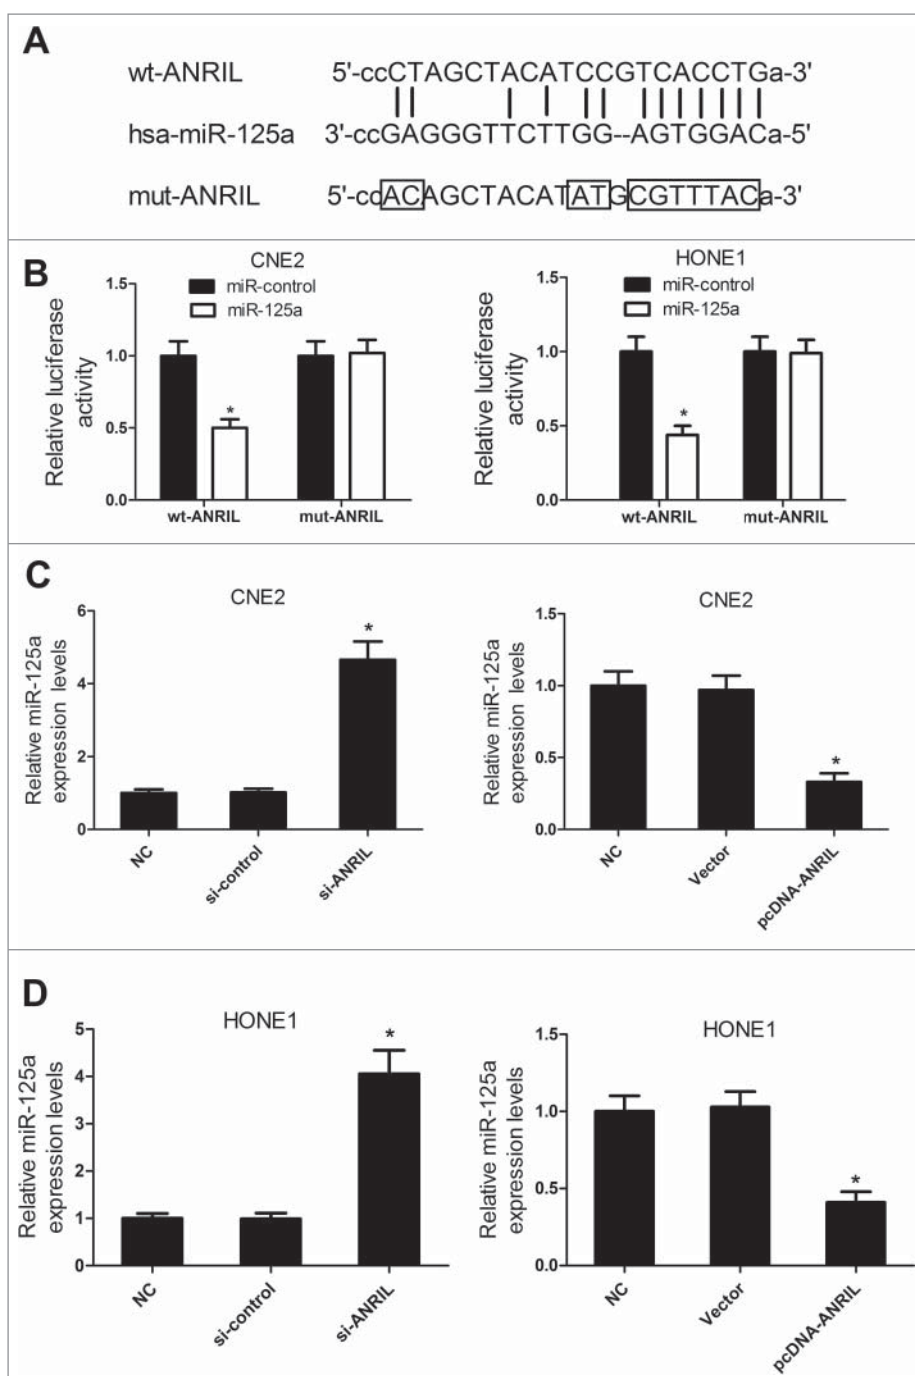 A
wt-ANRIL 5'-ccCTAGCTACATCCGTCACCTGa-3'
hsa-miR-125a 3'-ccGAGGGTTCTTGG--AGTGGACa-5'
mut-ANRIL 5'-ccACAGCTACATATGCGTTTACa-3'
B
CNE2
miR-control
miR-125a
Relative luciferase
activity
1.5
1.0
0.5
0.0
*
wt-ANRIL mut-ANRIL
HONE1
miR-control
miR-125a
Relative luciferase
activity
1.5
1.0
0.5
0.0
*
wt-ANRIL mut-ANRIL
C
CNE2
Relative miR-125a
expression levels
6
4
2
0
*
NC si-control si-ANRIL
CNE2
Relative miR-125a
expression levels
1.5
1.0
0.5
0.0
*
NC Vector pcDNA-ANRIL
D
HONE1
Relative miR-125a
expression levels
5
4
3
2
1
0
*
NC si-control si-ANRIL
HONE1
Relative miR-125a
expression levels
1.5
1.0
0.5
0.0
*
NC Vector pcDNA-ANRIL